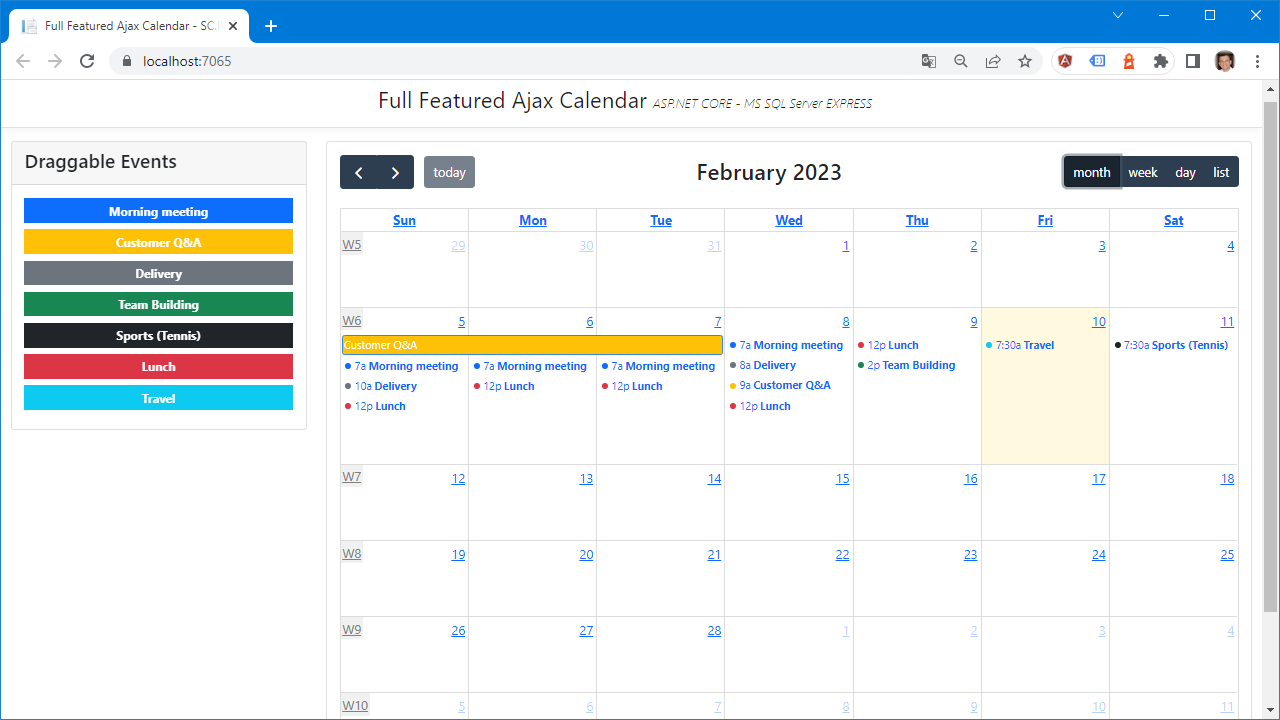 Full Featured Ajax Calendar - SC.
localhost:7065
Full Featured Ajax Calendar ASP.NET CORE - MS SQL Server EXPRESS
Draggable Events
Morning meeting
Customer Q&A
Delivery
Team Building
Sports (Tennis)
Lunch
Travel
today
February 2023
month week day list
Sun Mon Tue Wed Thu Fri Sat
W5 29 30 31 1 2 3 4
W6 5 6 7 8 9 10 11
Customer Q&A
7a Morning meeting
10a Delivery
12p Lunch
7a Morning meeting
12p Lunch
7a Morning meeting
12p Lunch
7a Morning meeting
8a Delivery
9a Customer Q&A
12p Lunch
12p Lunch
2p Team Building
7:30a Travel
7:30a Sports (Tennis)
W7 12 13 14 15 16 17 18
W8 19 20 21 22 23 24 25
W9 26 27 28 1 2 3 4
W10 5 6 7 8 9 10 11